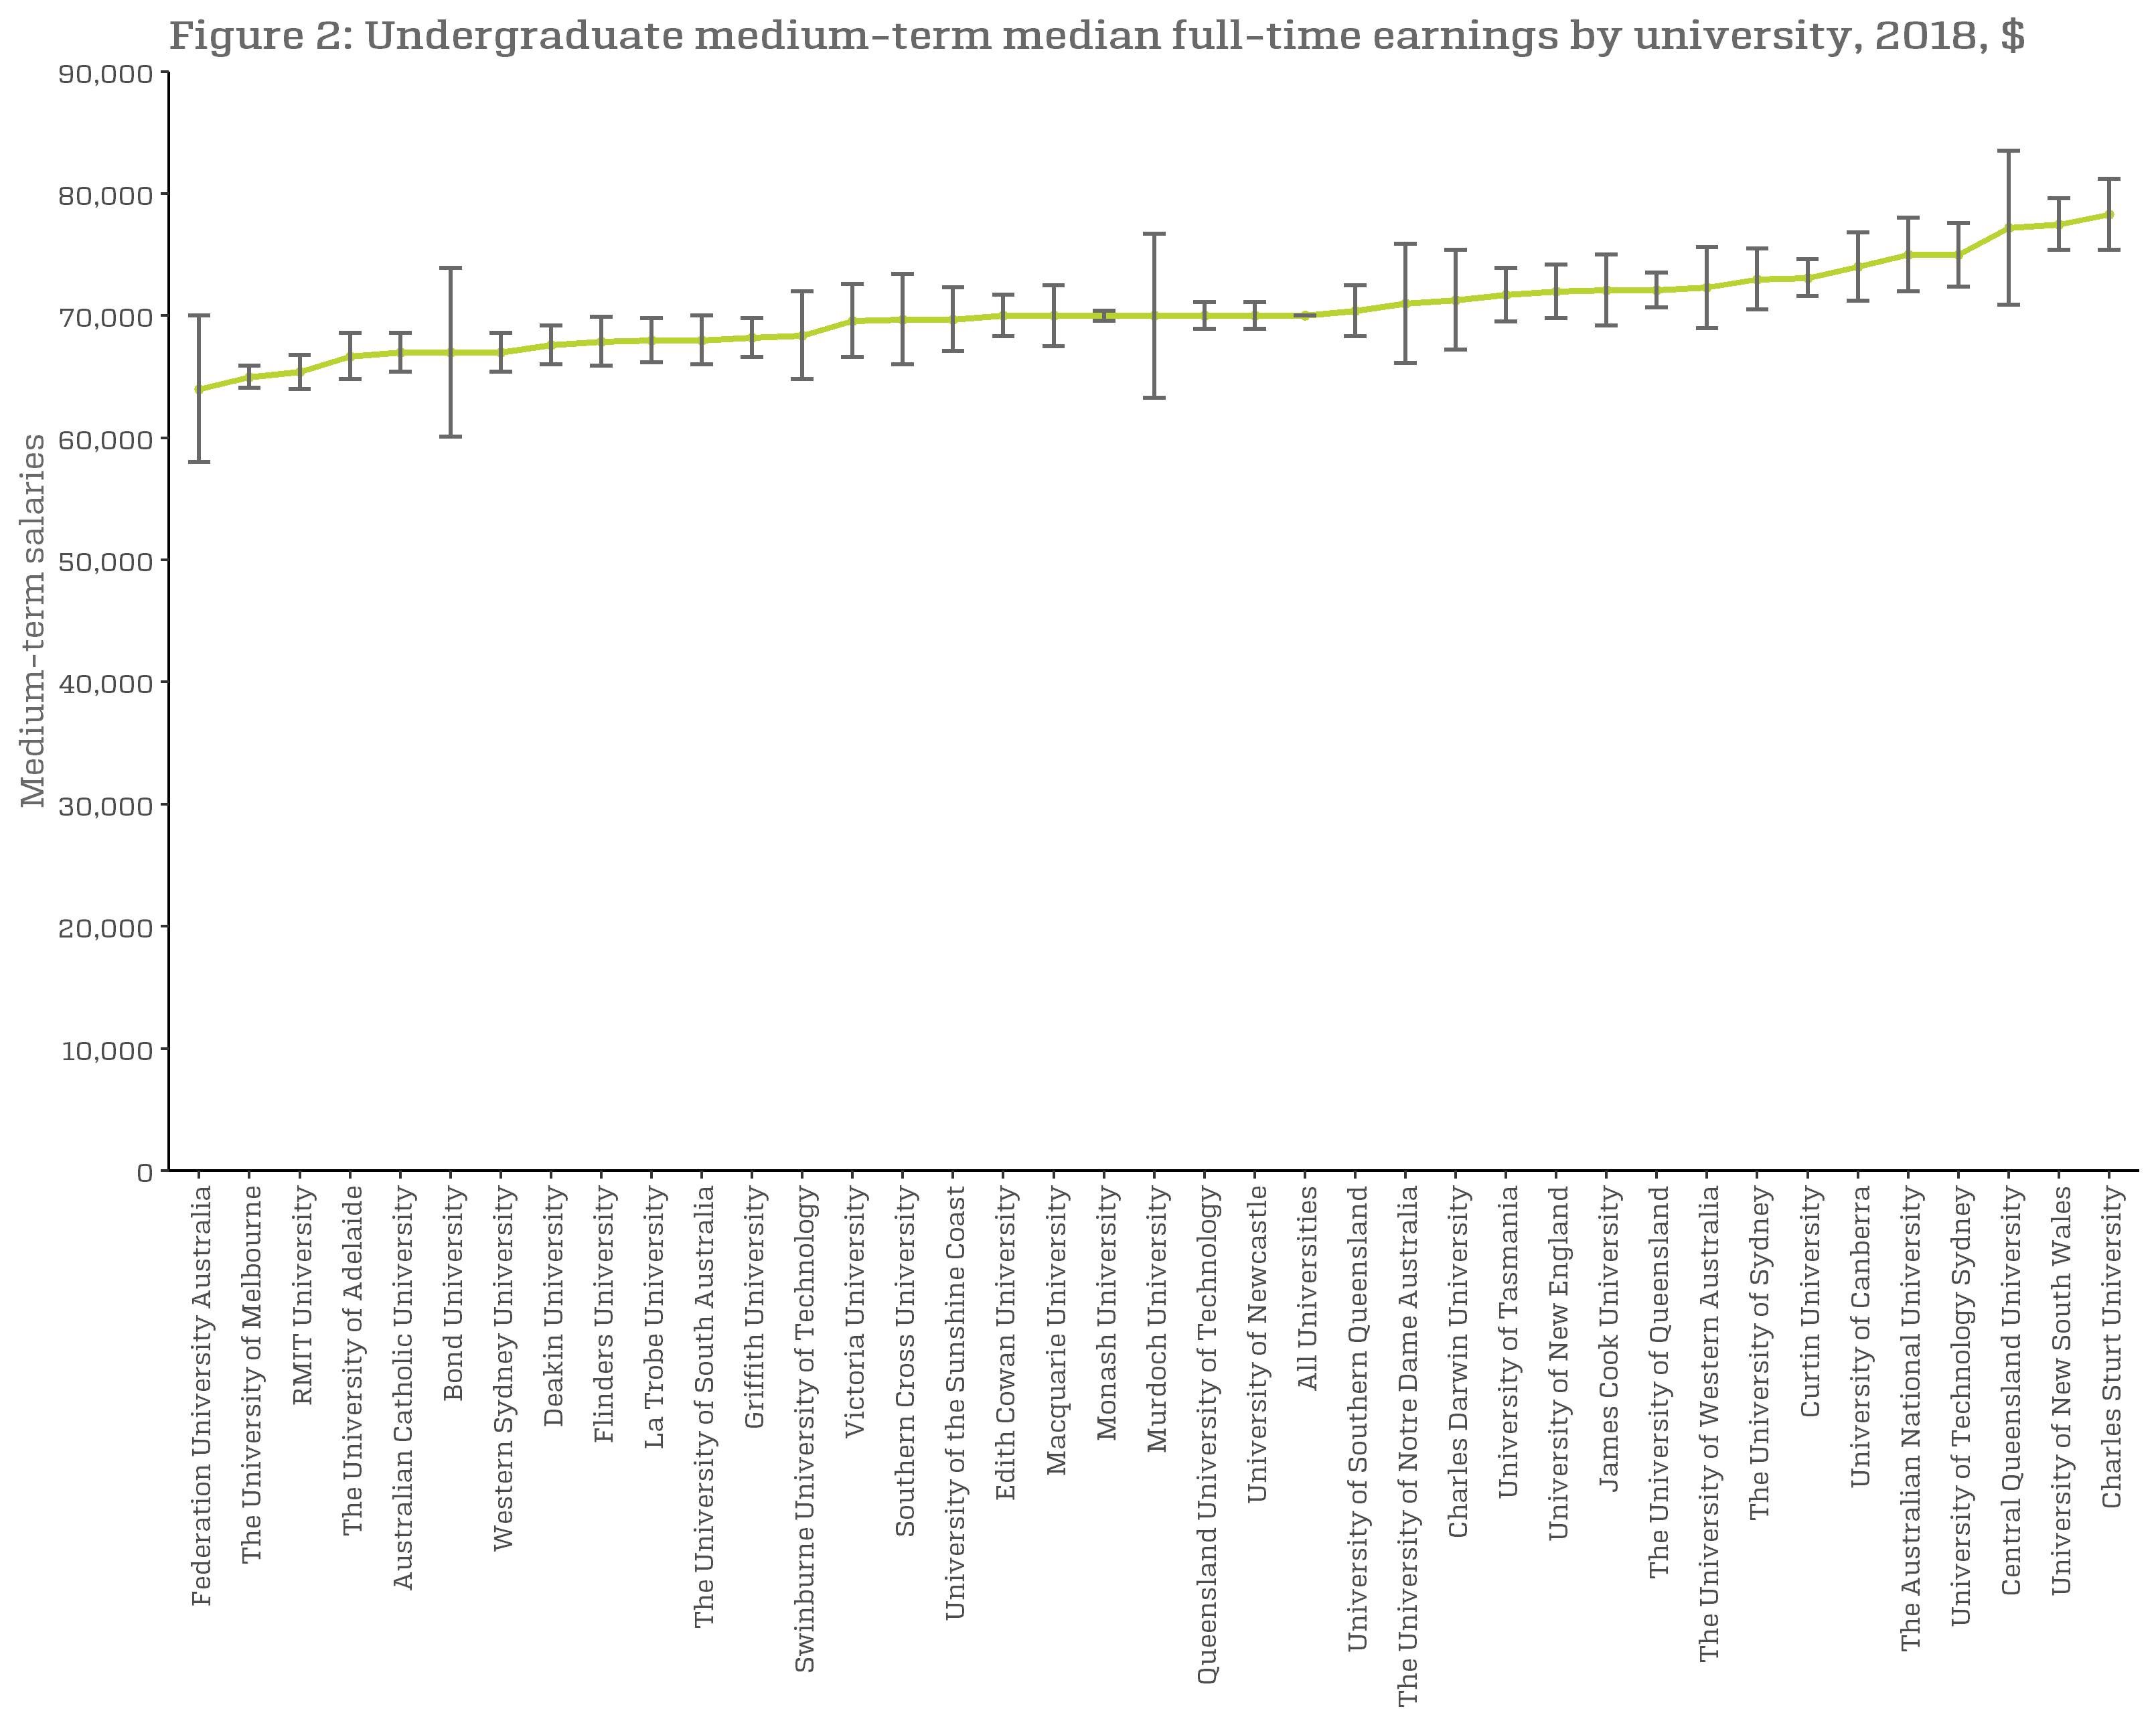 Figure 2: Undergraduate medium-term median full-time earnings by university, 2018, $
90,000
80,000
70,000
60,000
50,000
40,000
30,000
20,000
10,000
0
Medium-term salaries
Federation University Australia
The University of Melbourne
RMIT University
The University of Adelaide
Australian Catholic University
Bond University
Western Sydney University
Deakin University
Flinders University
La Trobe University
The University of South Australia
Griffith University
Swinburne University of Technology
Victoria University
Southern Cross University
University of the Sunshine Coast
Edith Cowan University
Macquarie University
Monash University
Murdoch University
Queensland University of Technology
University of Newcastle
All Universities
University of Southern Queensland
The University of Notre Dame Australia
Charles Darwin University
University of Tasmania
University of New England
James Cook University
The University of Queensland
The University of Western Australia
The University of Sydney
Curtin University
University of Canberra
The Australian National University
University of Technology Sydney
Central Queensland University
University of New South Wales
Charles Sturt University